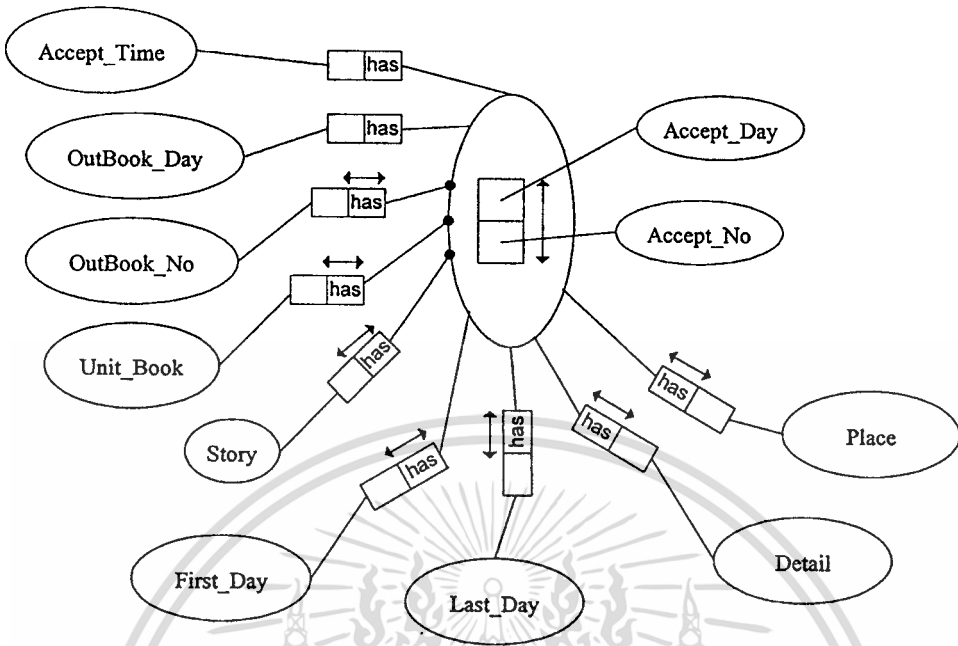 Accept_Time
has
has
OutBook_Day
Accept_Day
has
OutBook_No
Accept_No
has
Unit_Book
has
Story
has
First_Day
has
Last_Day
has
Detail
has
Place